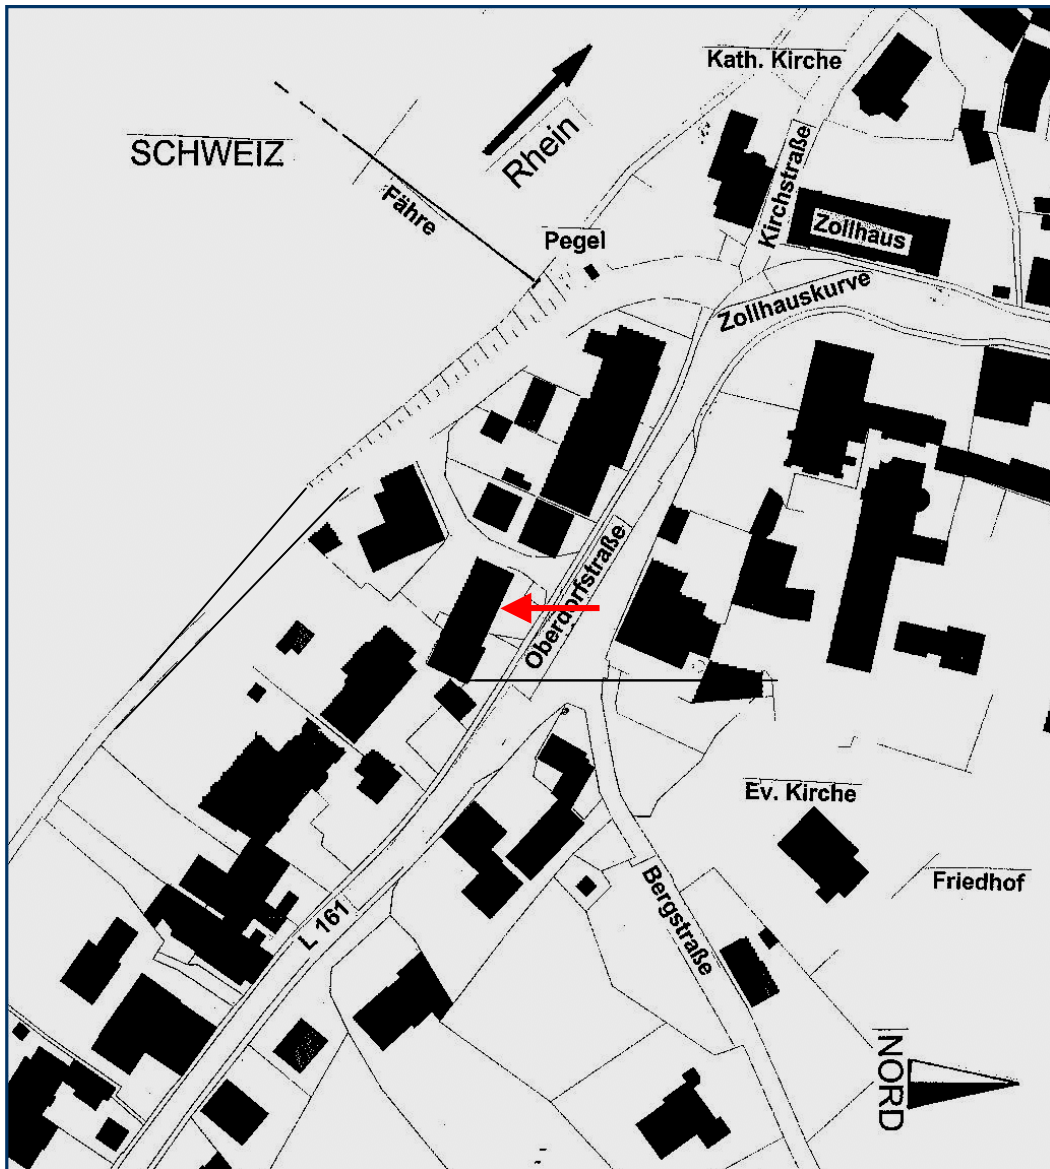 Kath. Kirche
SCHWEIZ
Rhein
Kirchstraße
Fähre
Pegel
Zollhaus
Zollhauskurve
Oberdorfstraße
Ev. Kirche
Friedhof
Bergstraße
L 161
NORD